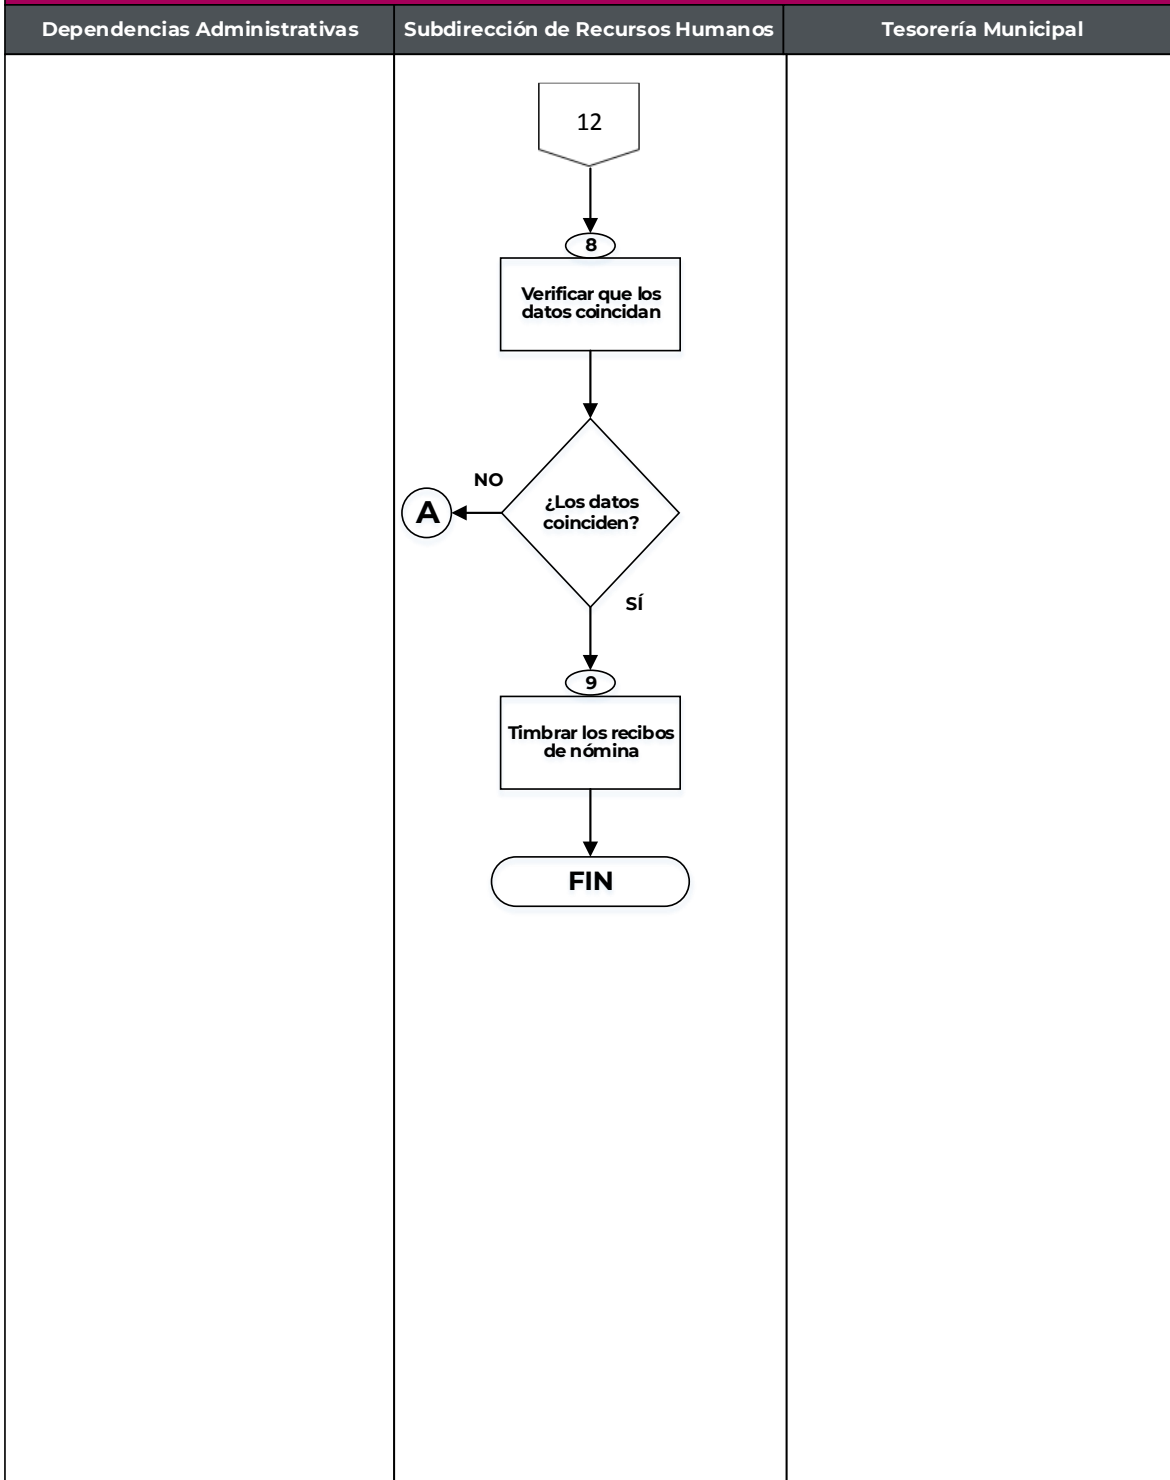 Dependencias Administrativas
Subdirección de Recursos Humanos
Tesorería Municipal
12
8
Verificar que los
datos coincidan
NO
A
¿Los datos
coinciden?
SÍ
9
Timbrar los recibos
de nómina
FIN